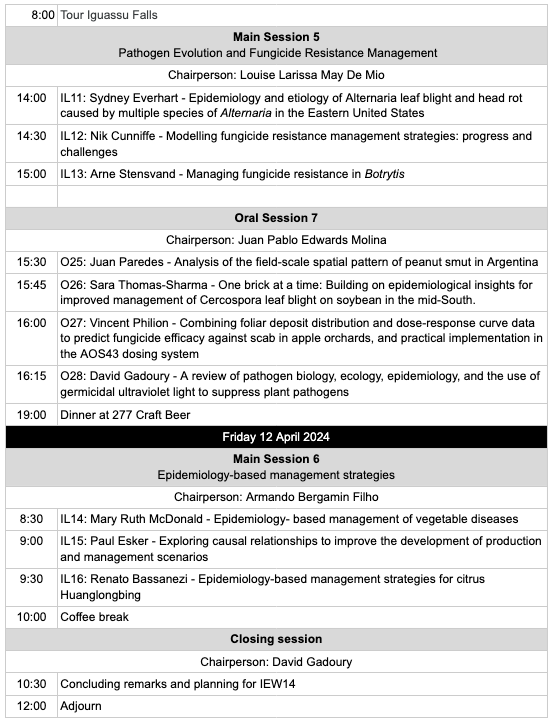 8:00 Tour Iguassu Falls
Main Session 5
Pathogen Evolution and Fungicide Resistance Management
Chairperson: Louise Larissa May De Mio
14:00 IL11: Sydney Everhart - Epidemiology and etiology of Alternaria leaf blight and head rot
caused by multiple species of Alternaria in the Eastern United States
14:30 IL12: Nik Cunniffe - Modelling fungicide resistance management strategies: progress and
challenges
15:00 IL13: Arne Stensvand - Managing fungicide resistance in Botrytis
Oral Session 7
Chairperson: Juan Pablo Edwards Molina
15:30 O25: Juan Paredes - Analysis of the field-scale spatial pattern of peanut smut in Argentina
15:45 O26: Sara Thomas-Sharma - One brick at a time: Building on epidemiological insights for
improved management of Cercospora leaf blight on soybean in the mid-South.
16:00 O27: Vincent Philion - Combining foliar deposit distribution and dose-response curve data
to predict fungicide efficacy against scab in apple orchards, and practical implementation in
the AOS43 dosing system
16:15 O28: David Gadoury - A review of pathogen biology, ecology, epidemiology, and the use of
germicidal ultraviolet light to suppress plant pathogens
19:00 Dinner at 277 Craft Beer
Friday 12 April 2024
Main Session 6
Epidemiology-based management strategies
Chairperson: Armando Bergamin Filho
8:30 IL14: Mary Ruth McDonald - Epidemiology- based management of vegetable diseases
9:00 IL15: Paul Esker - Exploring causal relationships to improve the development of production
and management scenarios
9:30 IL16: Renato Bassanezi - Epidemiology-based management strategies for citrus
Huanglongbing
10:00 Coffee break
Closing session
Chairperson: David Gadoury
10:30 Concluding remarks and planning for IEW14
12:00 Adjourn